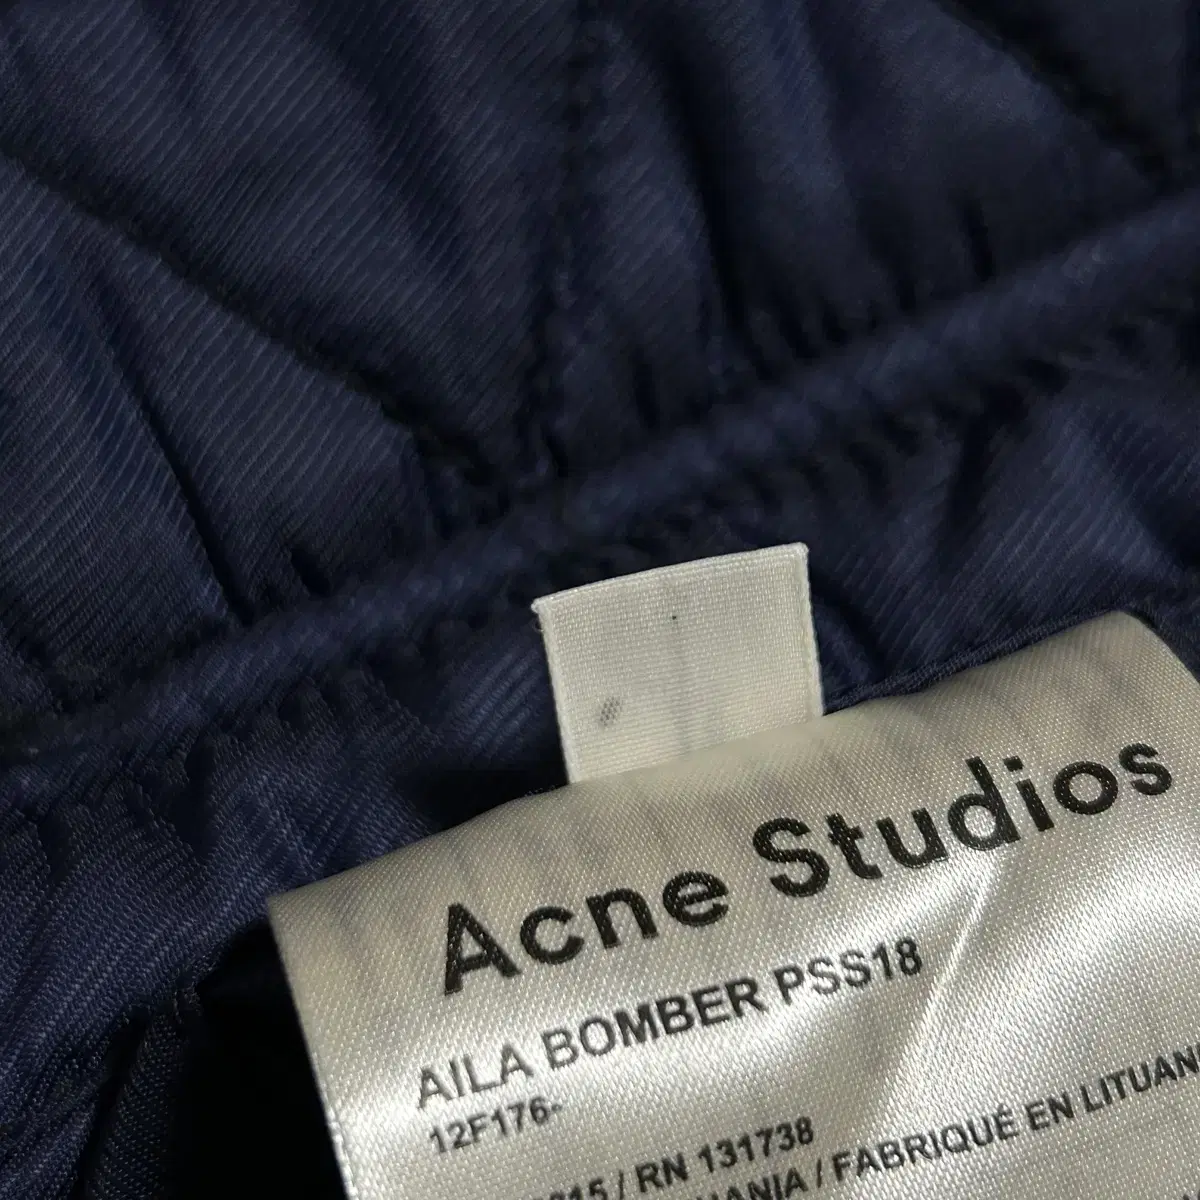 Acne Studios
AILA BOMBER PSS18
12F176-
/ RN 131738
/ FABRIQUÉ EN